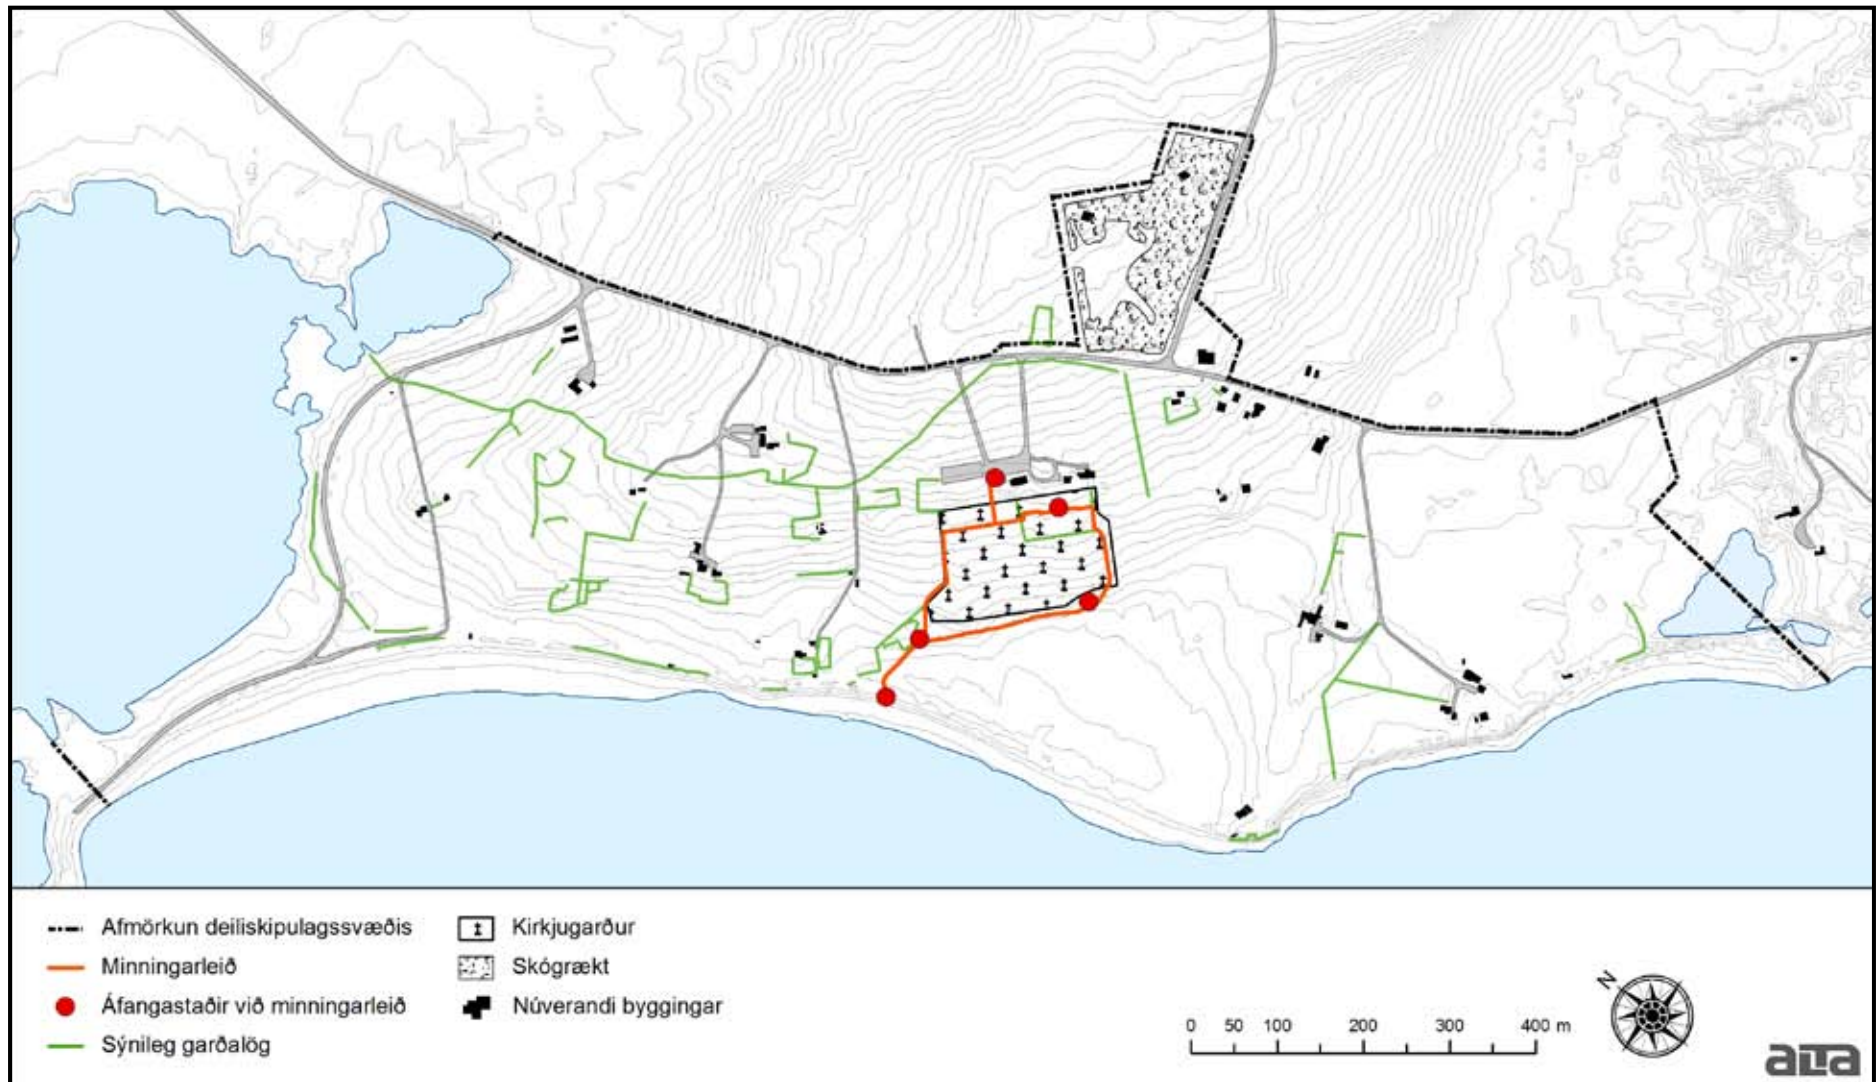 Afmörkun deiliskipulagssvæðis
Minningarleið
Áfangastaðir við minningarleið
Sýnileg garðalög
Kirkjugarður
Skógrækt
Núverandi byggingar
0 50 100 200 300 400 m
N
aLTa